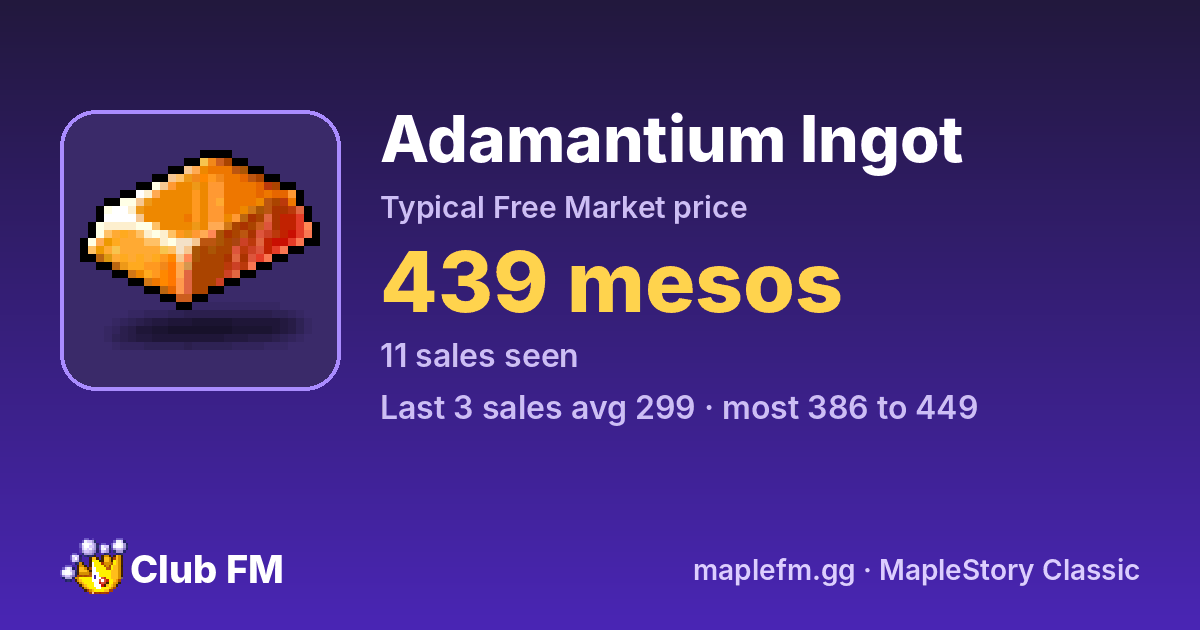 Adamantium Ingot
Typical Free Market price
439 mesos
11 sales seen
Last 3 sales avg 299 · most 386 to 449
Club FM
maplefm.gg · MapleStory Classic